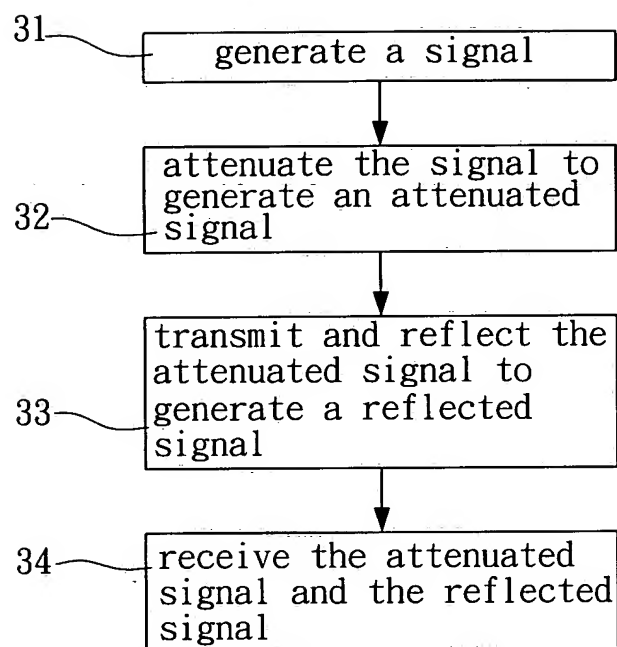 31
generate a signal
attenuate the signal to
generate an attenuated
32
signal
transmit and reflect the
attenuated signal to
33
generate a reflected
signal
34
receive the attenuated
signal and the reflected
signal